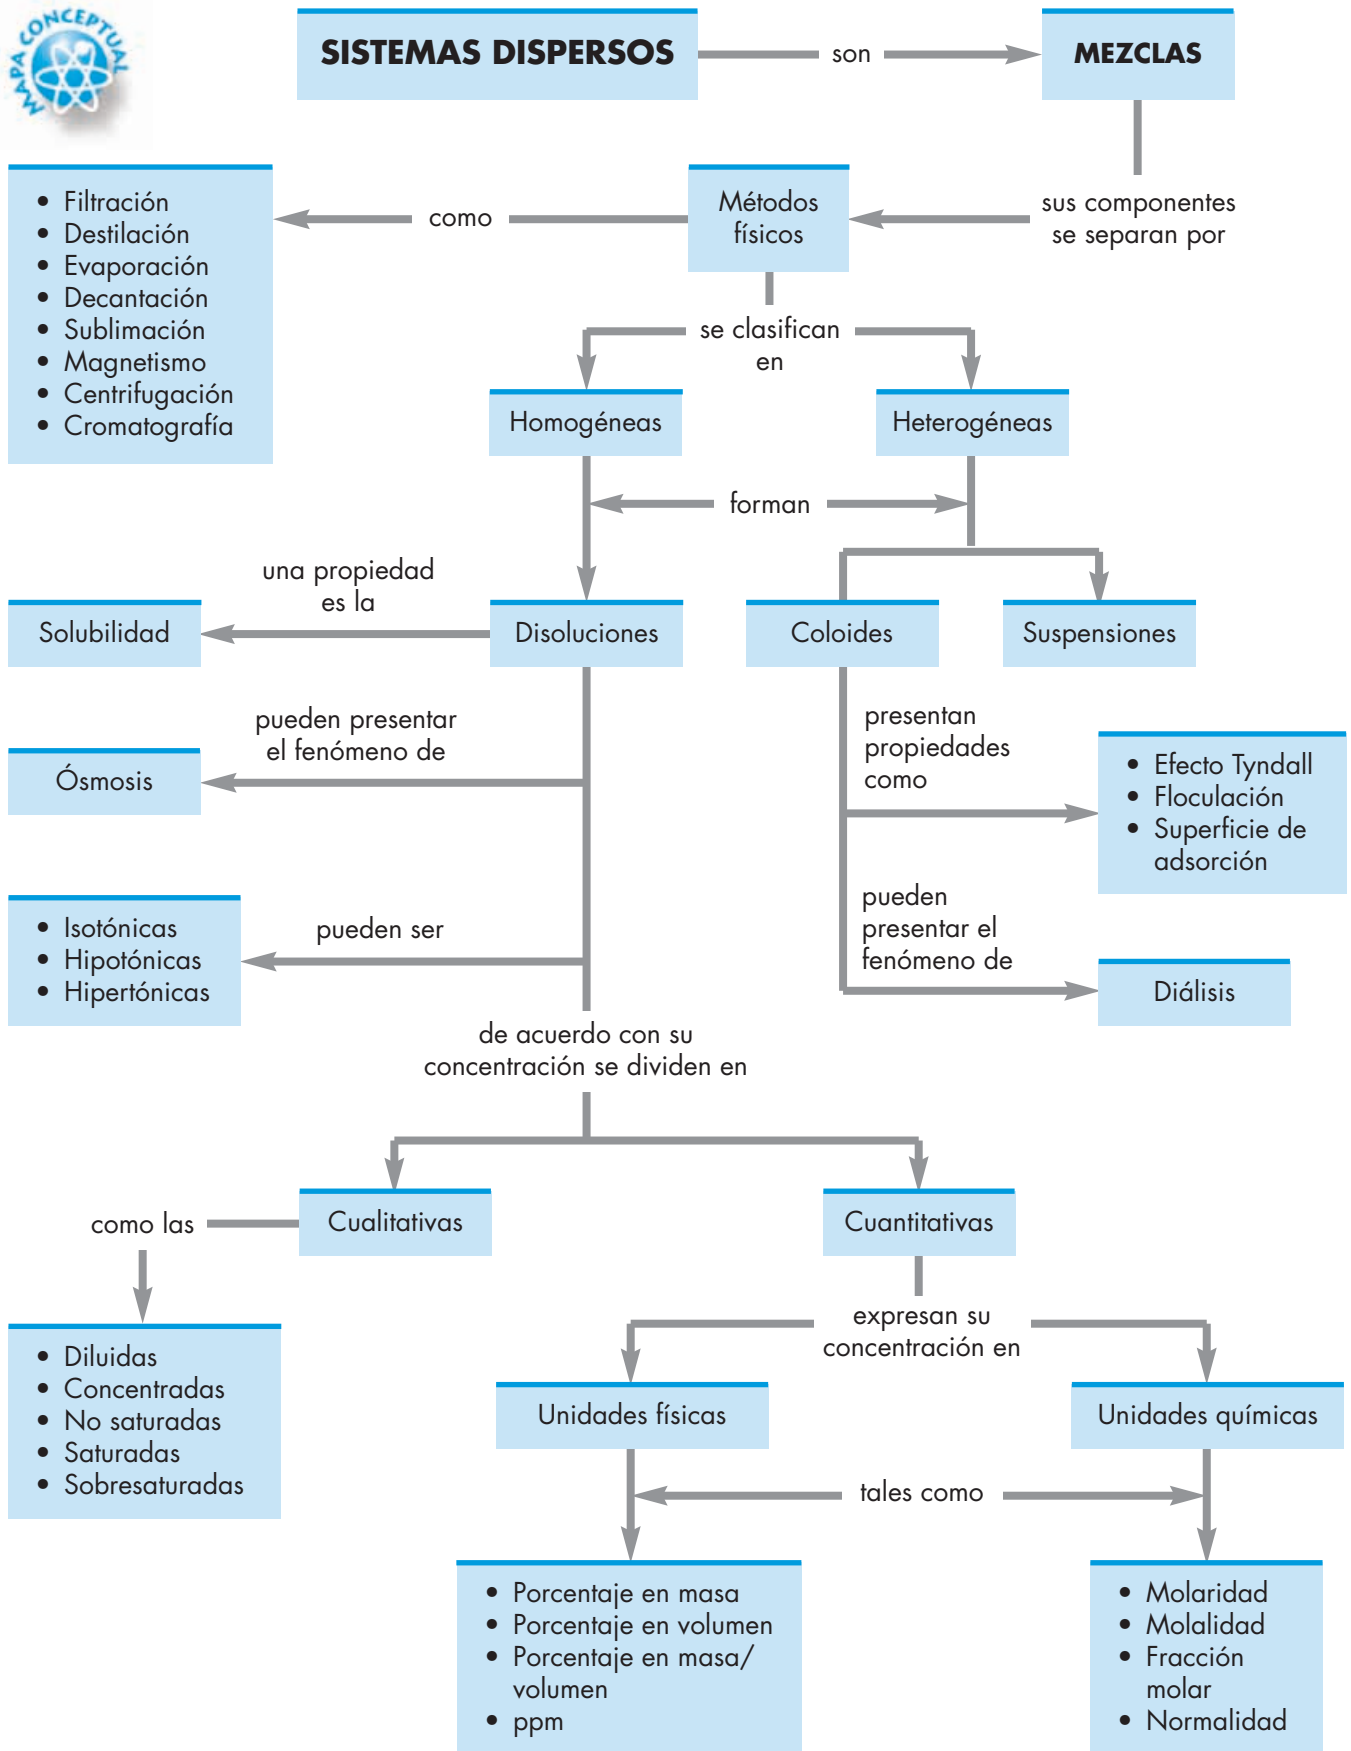 MAPA CONCEPTUAL
SISTEMAS DISPERSOS
son
MEZCLAS
sus componentes
se separan por
Métodos
físicos
como
• Filtración
• Destilación
• Evaporación
• Decantación
• Sublimación
• Magnetismo
• Centrifugación
• Cromatografía
se clasifican
en
Homogéneas
Heterogéneas
forman
una propiedad
es la
Solubilidad
Disoluciones
Coloides
Suspensiones
pueden presentar
el fenómeno de
Ósmosis
presentan
propiedades
como
• Efecto Tyndall
• Floculación
• Superficie de
adsorción
pueden ser
• Isotónicas
• Hipotónicas
• Hipertónicas
pueden
presentar el
fenómeno de
Diálisis
de acuerdo con su
concentración se dividen en
Cualitativas
Cuantitativas
como las
• Diluidas
• Concentradas
• No saturadas
• Saturadas
• Sobresaturadas
expresan su
concentración en
Unidades físicas
Unidades químicas
tales como
• Porcentaje en masa
• Porcentaje en volumen
• Porcentaje en masa/
volumen
• ppm
• Molaridad
• Molalidad
• Fracción
molar
• Normalidad